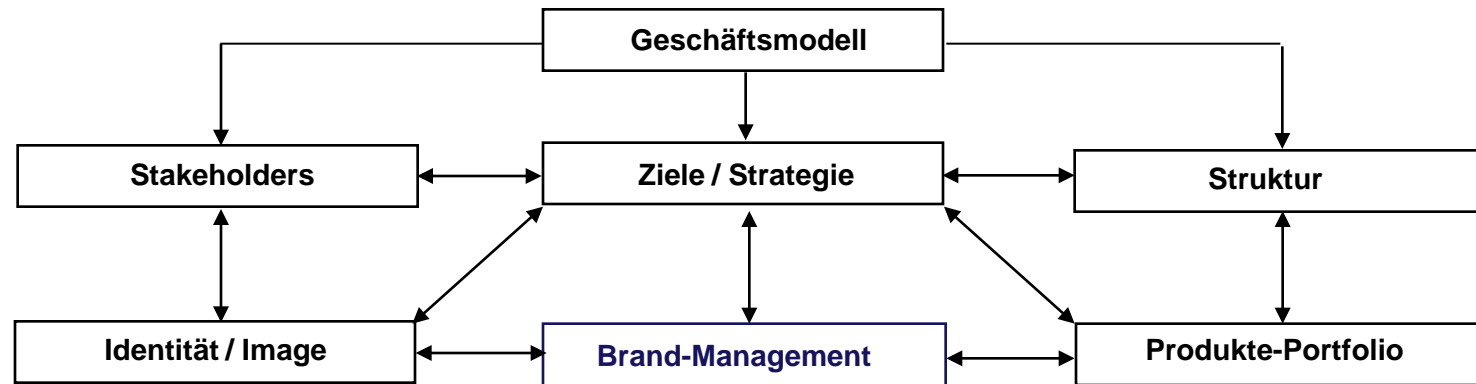 Geschäftsmodell
Stakeholders
Ziele / Strategie
Struktur
Identität / Image
Brand-Management
Produkte-Portfolio